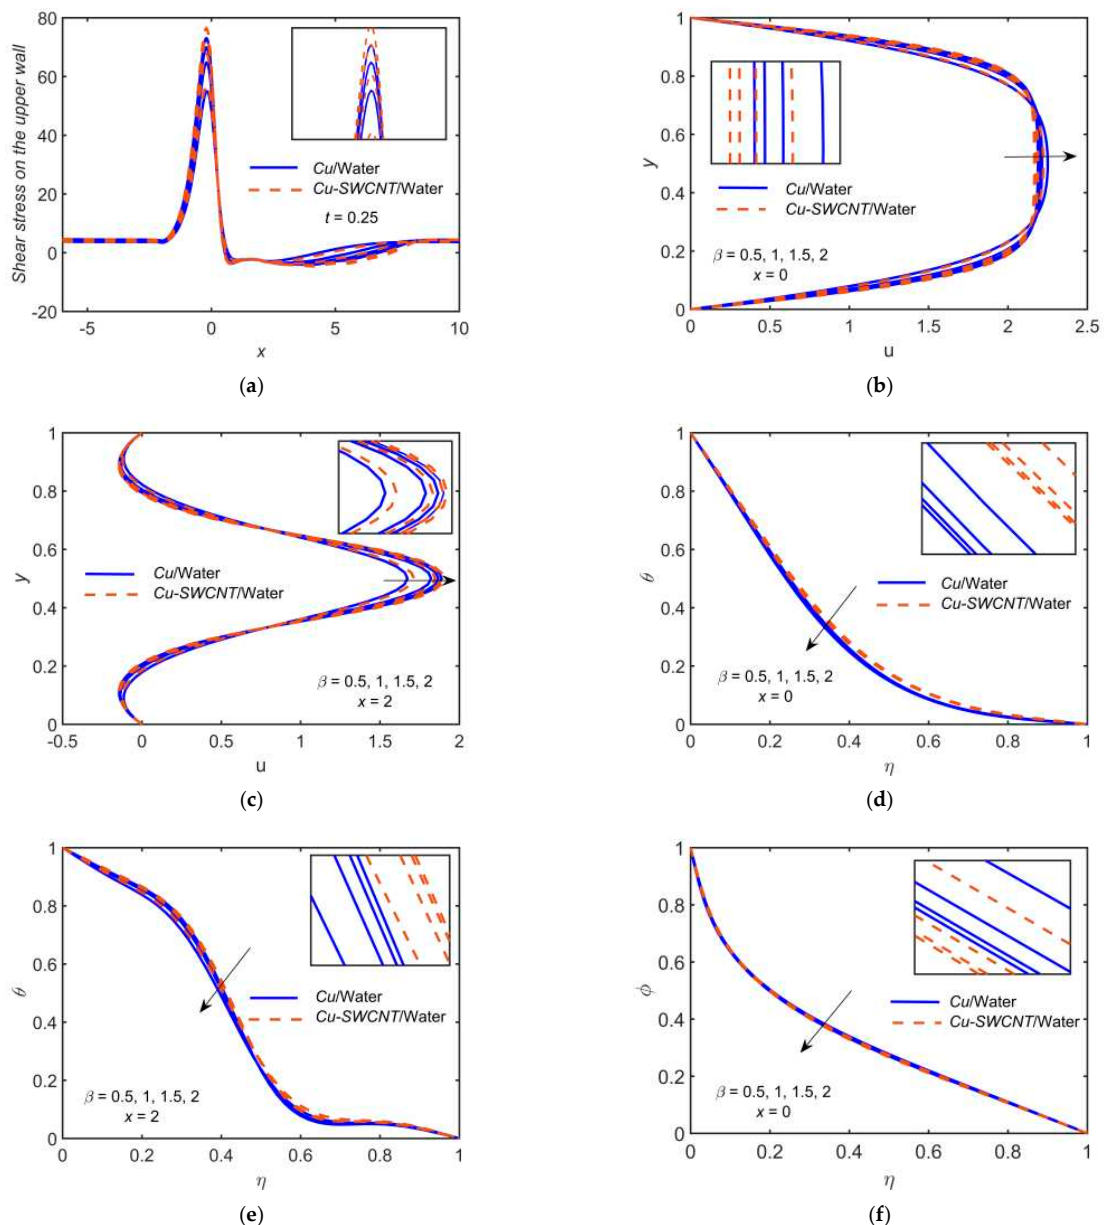 80
60
40
20
0
-20
Shear stress on the upper wall
Cu/Water
Cu-SWCNT/Water
t = 0.25
-5
0
5
10
x
(a)
1
0.8
0.6
0.4
0.2
0
y
Cu/Water
Cu-SWCNT/Water
β = 0.5, 1, 1.5, 2
x = 0
0
0.5
1
1.5
2
2.5
u
(b)
1
0.8
0.6
0.4
0.2
0
y
Cu/Water
Cu-SWCNT/Water
β = 0.5, 1, 1.5, 2
x = 2
-0.5
0
0.5
1
1.5
2
u
(c)
1
0.8
0.6
0.4
0.2
0
θ
Cu/Water
Cu-SWCNT/Water
β = 0.5, 1, 1.5, 2
x = 0
0
0.2
0.4
0.6
0.8
1
η
(d)
1
0.8
0.6
0.4
0.2
0
θ
Cu/Water
Cu-SWCNT/Water
β = 0.5, 1, 1.5, 2
x = 2
0
0.2
0.4
0.6
0.8
1
η
(e)
1
0.8
0.6
0.4
0.2
0
ϕ
Cu/Water
Cu-SWCNT/Water
β = 0.5, 1, 1.5, 2
x = 0
0
0.2
0.4
0.6
0.8
1
η
(f)